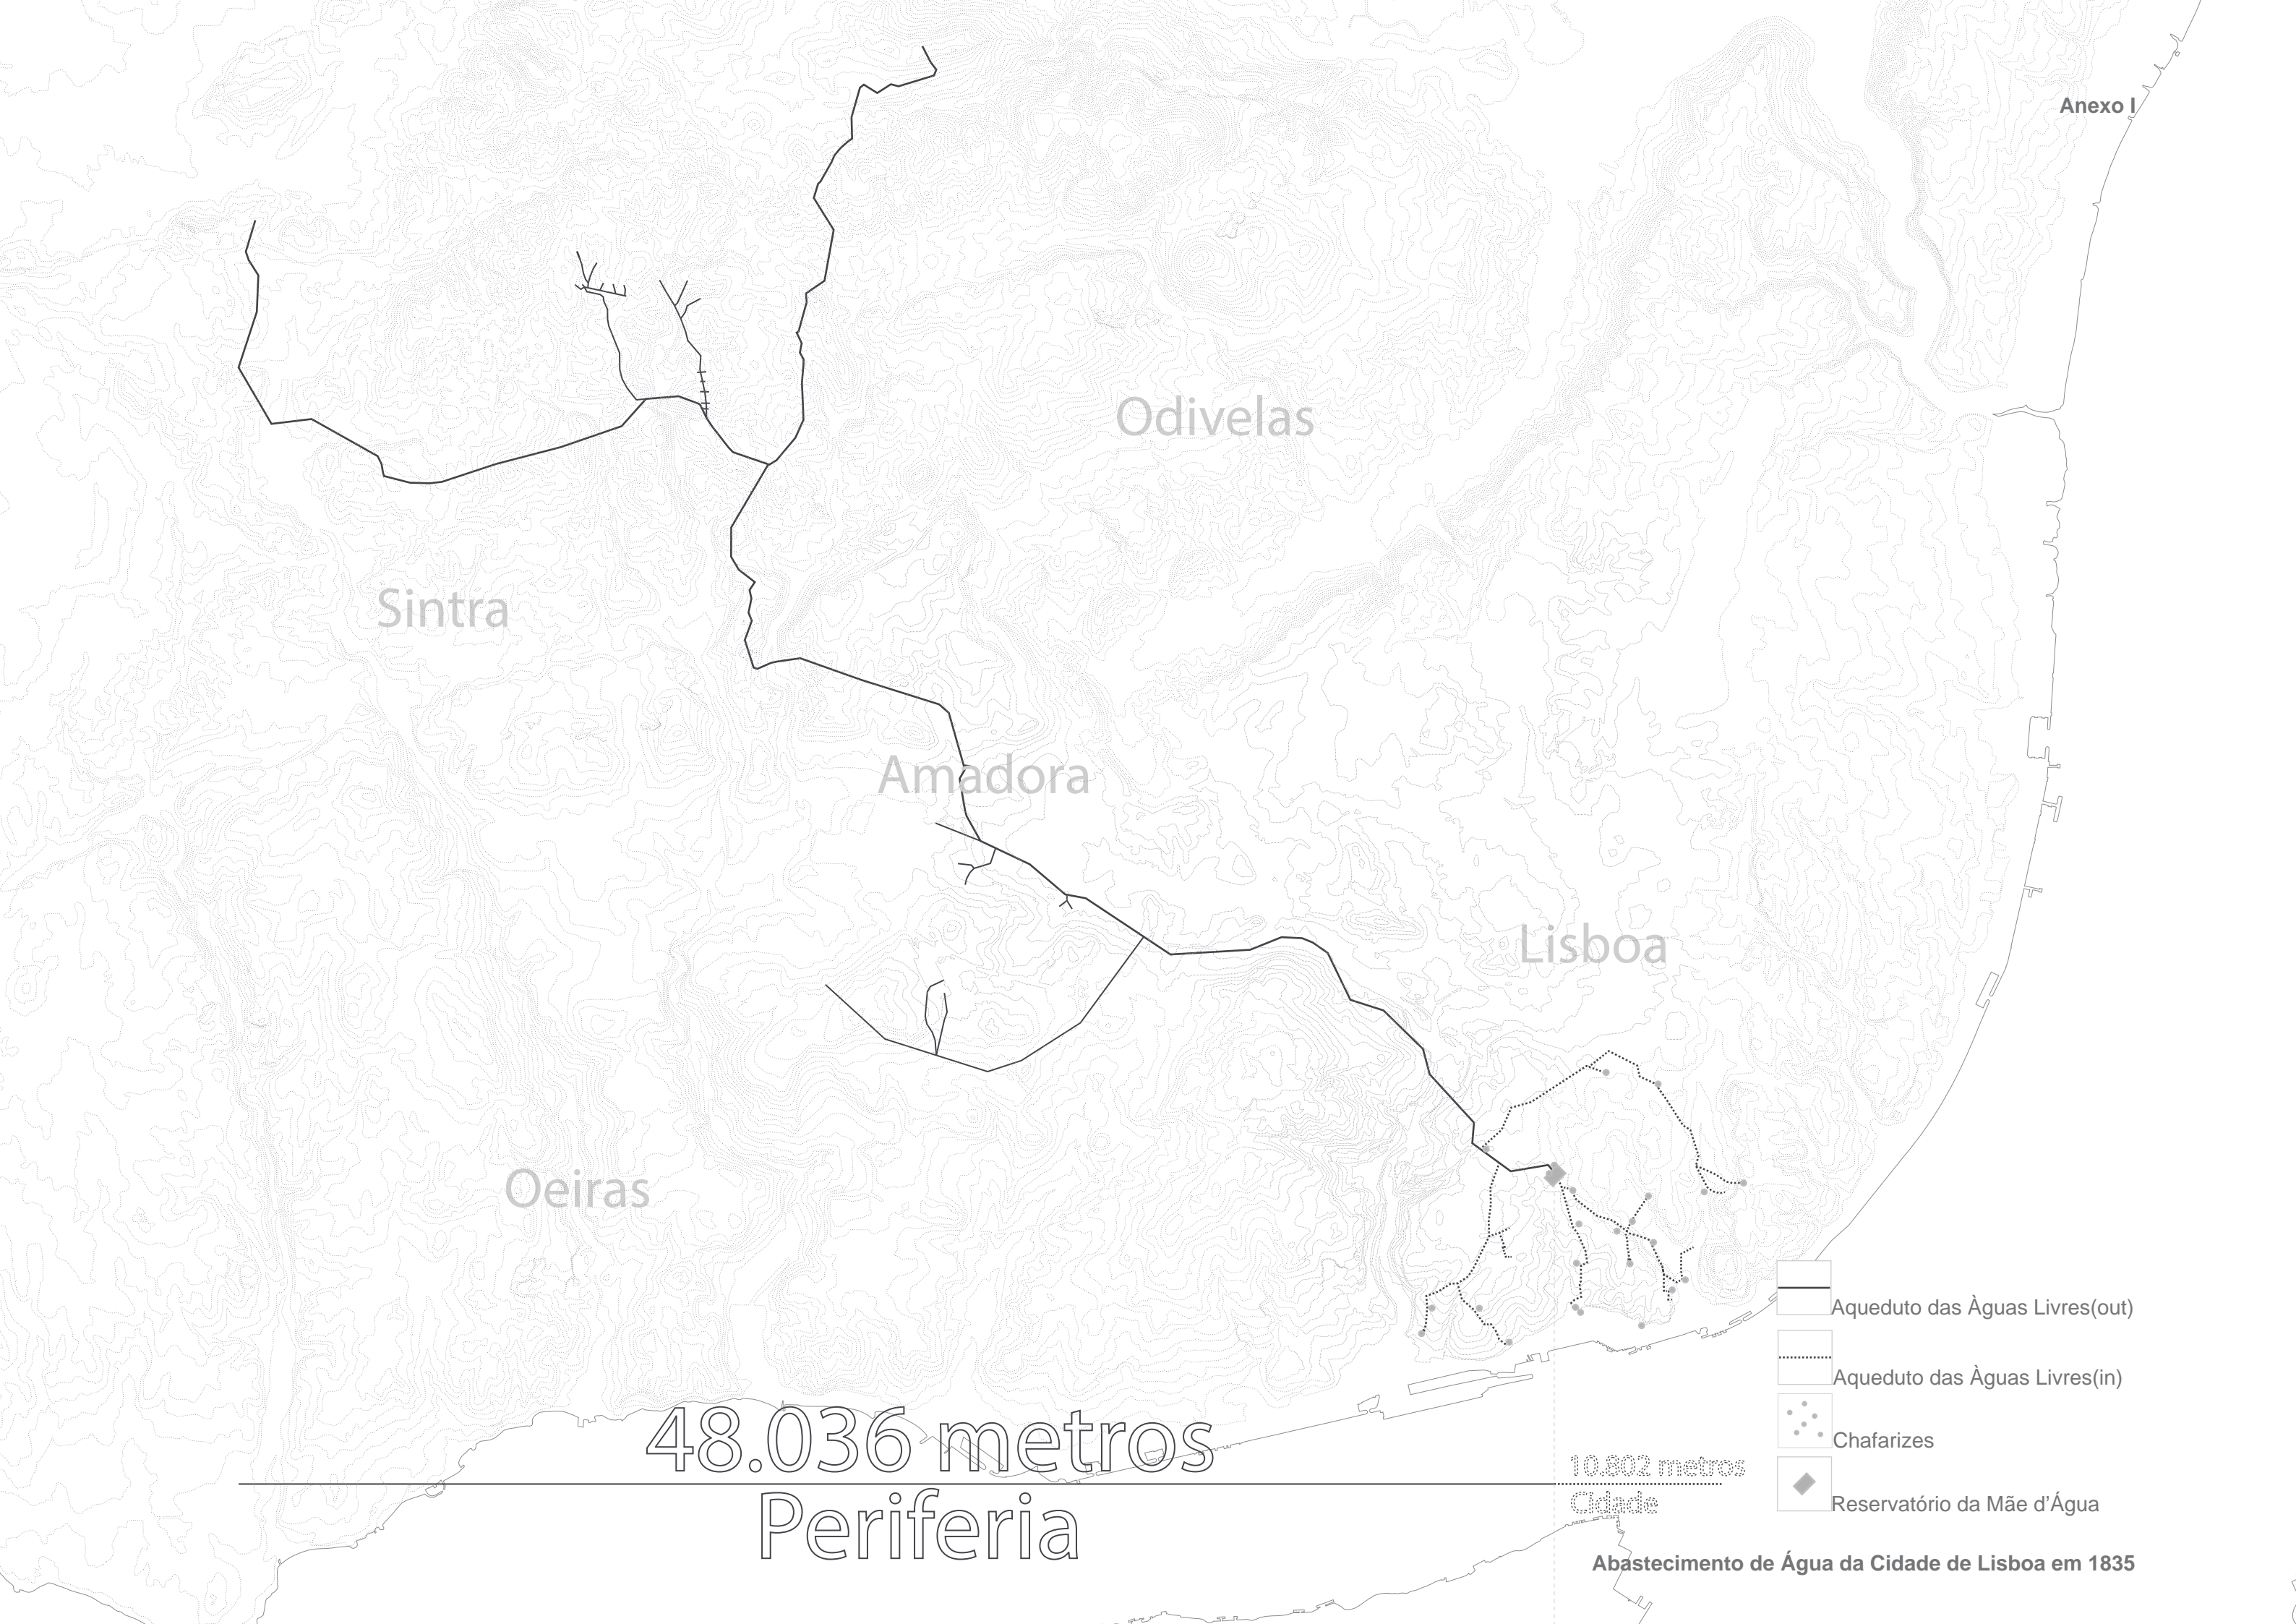 Anexo I
Odivelas
Sintra
Amadora
Lisboa
Oeiras
Aqueduto das Àguas Livres(out)
Aqueduto das Àguas Livres(in)
Chafarizes
Reservatório da Mãe d’Água
48.036 metros
Periferia
10.802 metros
Cidade
Abastecimento de Água da Cidade de Lisboa em 1835